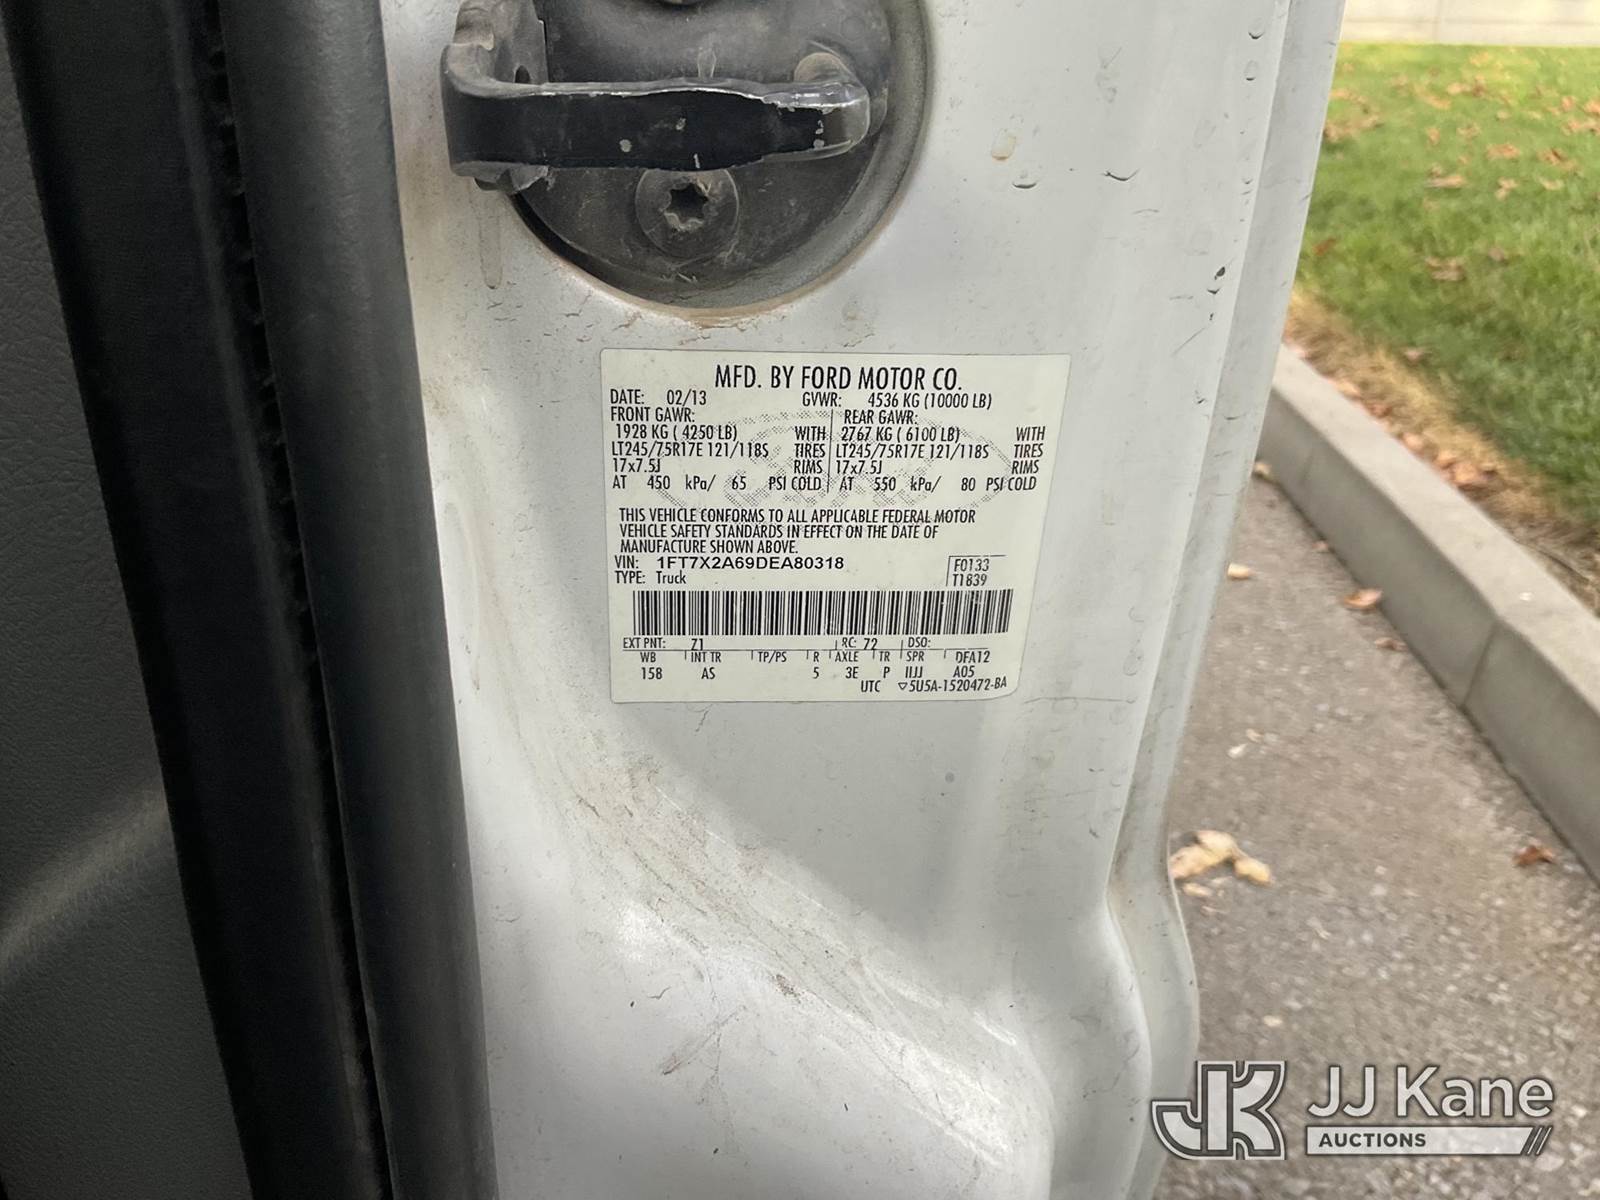 MFD. BY FORD MOTOR CO.
DATE: 02/13 GVWR: 4536 KG (10000 LB)
FRONT GAWR: REAR GAWR:
1928 KG ( 4250 LB) WITH 2767 KG ( 6100 LB) WITH
LT245/75R17E 121/118S TIRES LT245/75R17E 121/118S TIRES
17x7.5J RIMS 17x7.5J RIMS
AT 450 kPa/ 65 PSI COLD AT 550 kPa/ 80 PSI COLD
THIS VEHICLE CONFORMS TO ALL APPLICABLE FEDERAL MOTOR
VEHICLE SAFETY STANDARDS IN EFFECT ON THE DATE OF
MANUFACTURE SHOWN ABOVE.
VIN: 1FT7X2A69DEA80318 F0133
TYPE: Truck T1839
EXT PNT: Z1 RC: 72 DSO:
WB INT TR TP/PS R AXLE TR SPR DFA12
158 AS 5 3E P IIJJ A05
UTC ▽5U5A-1520472-BA
JK JJ Kane
AUCTIONS